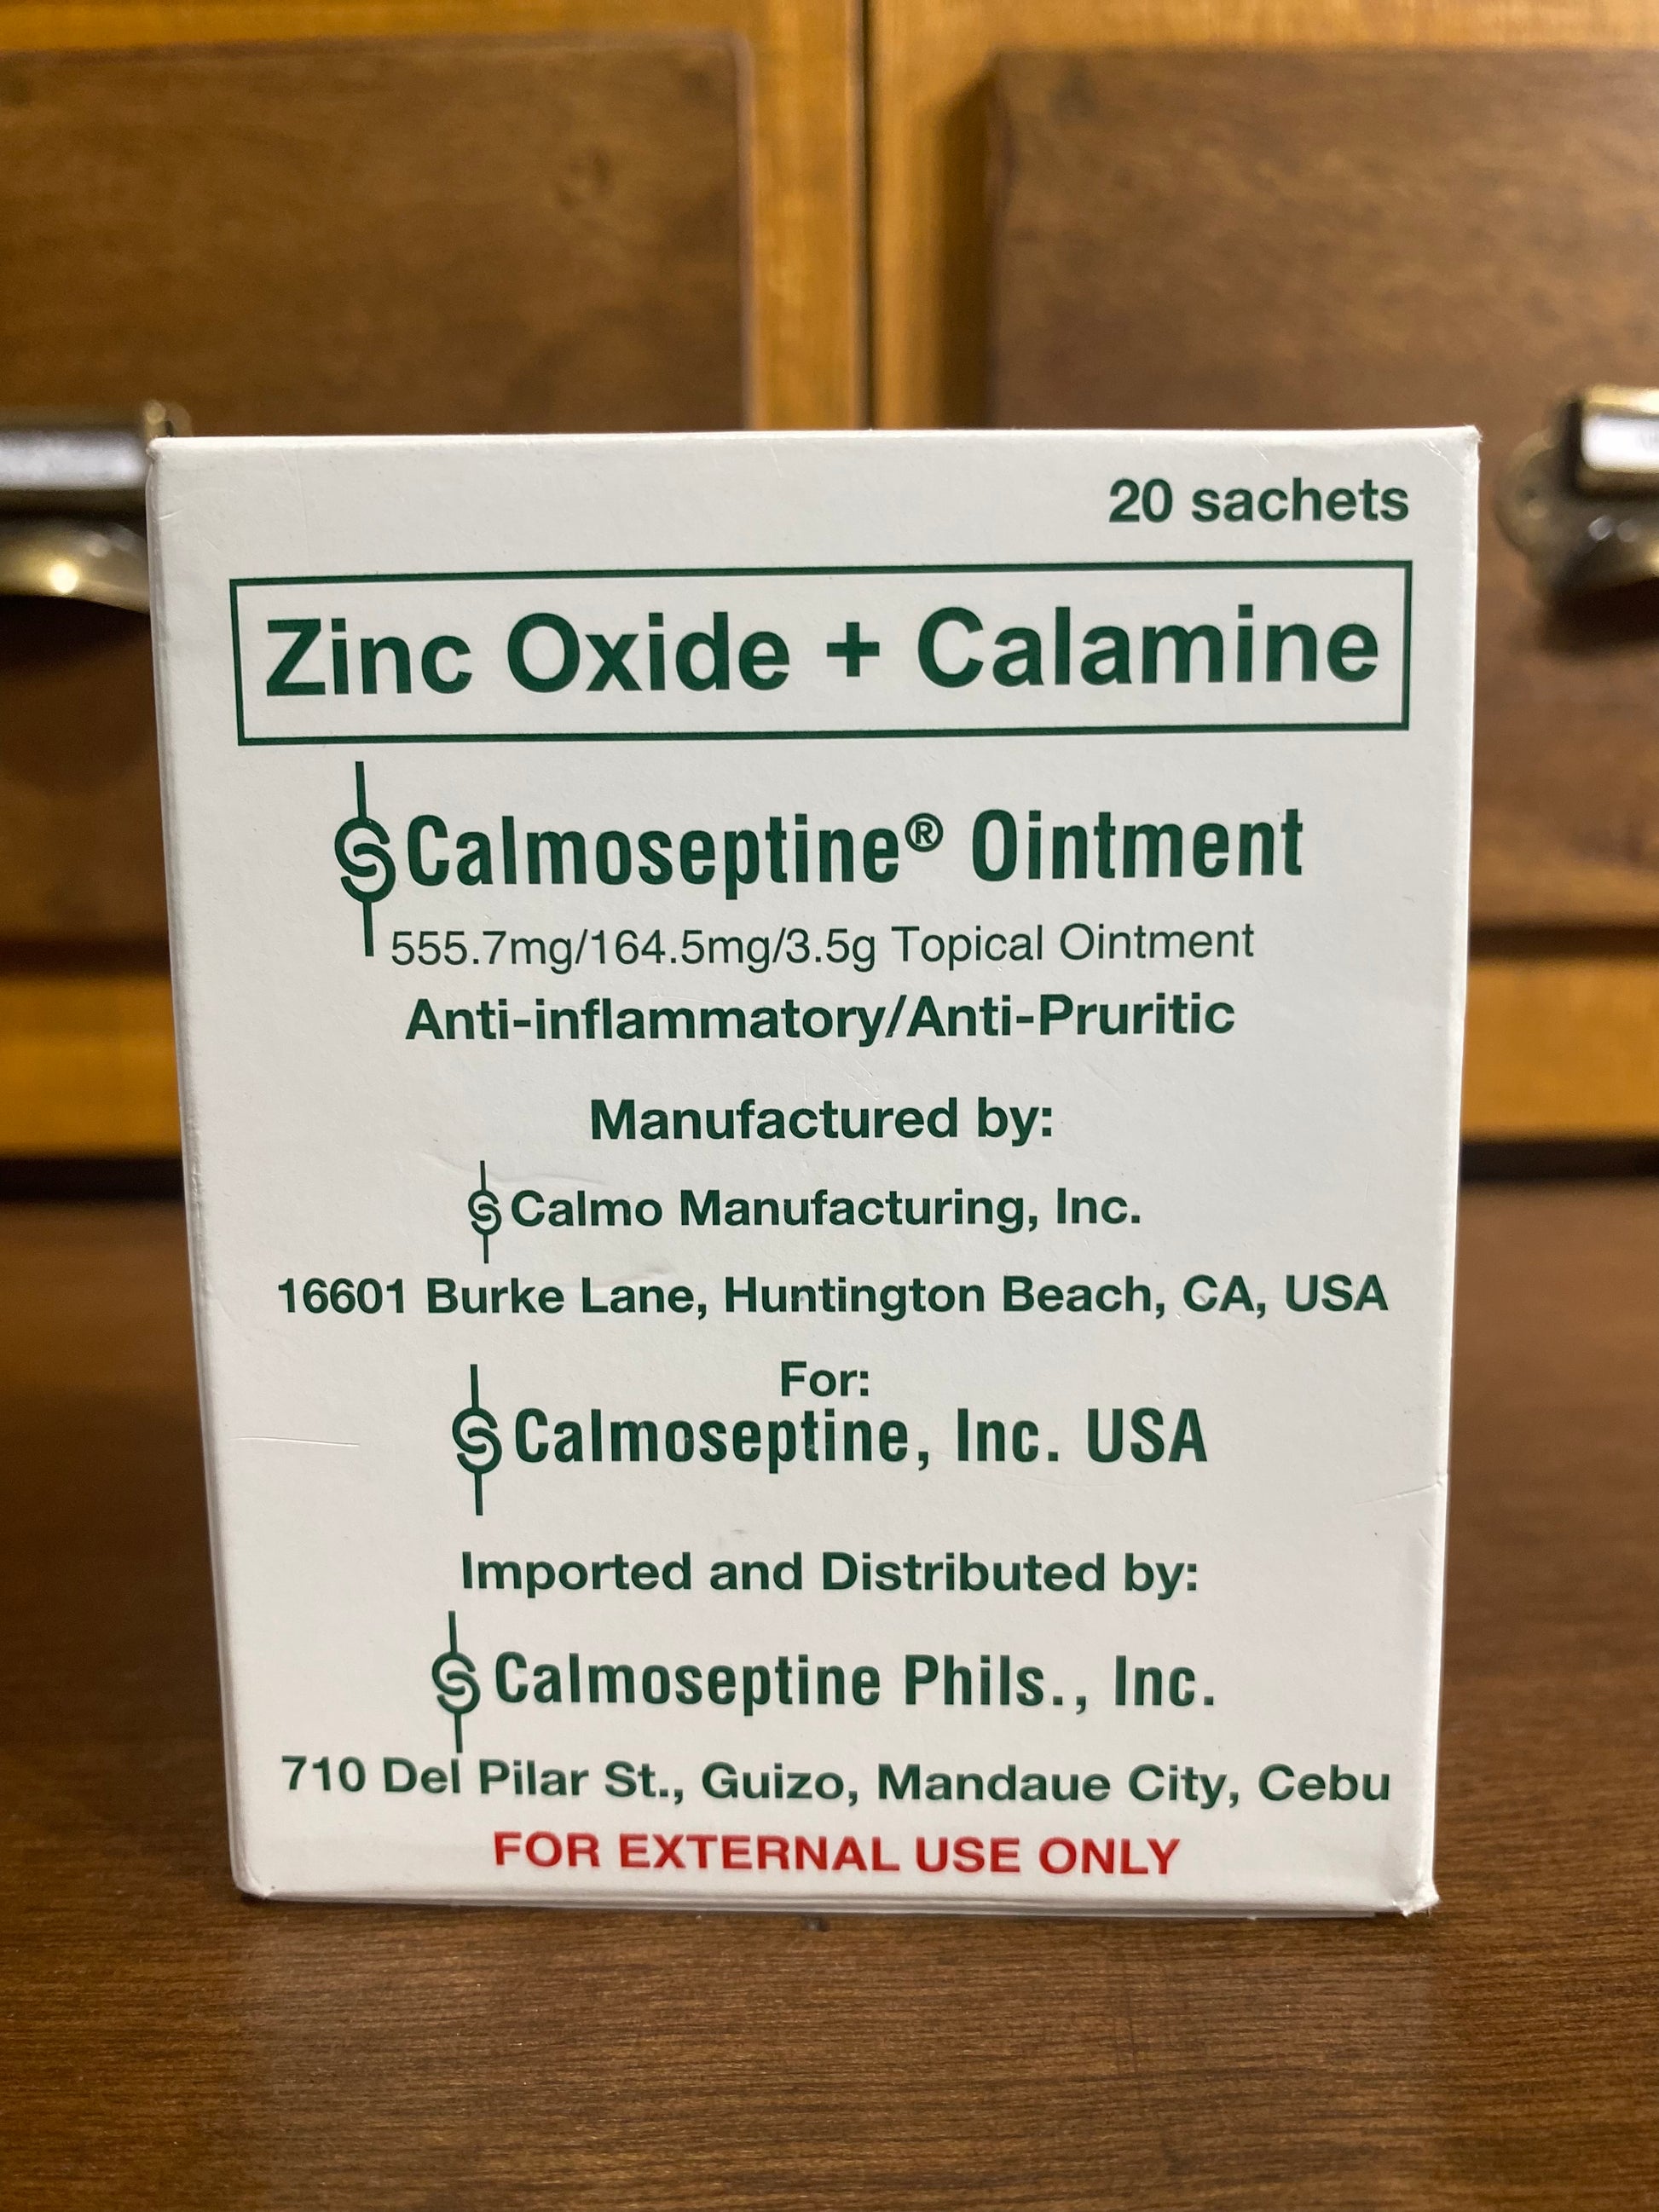 20 sachets
Zinc Oxide + Calamine
Calmoseptine® Ointment
555.7mg/164.5mg/3.5g Topical Ointment
Anti-inflammatory/Anti-Pruritic
Manufactured by:
Calmo Manufacturing, Inc.
16601 Burke Lane, Huntington Beach, CA, USA
For:
Calmoseptine, Inc. USA
Imported and Distributed by:
Calmoseptine Phils., Inc.
710 Del Pilar St., Guizo, Mandaue City, Cebu
FOR EXTERNAL USE ONLY